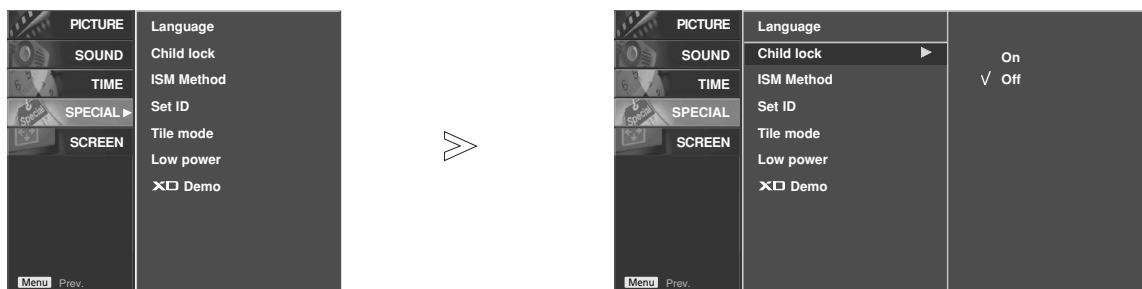 PICTURE
SOUND
TIME
SPECIAL ▶
SCREEN
Language
Child lock
ISM Method
Set ID
Tile mode
Low power
XD Demo
Menu Prev.
PICTURE
SOUND
TIME
SPECIAL
SCREEN
Language
Child lock ▶
ISM Method
Set ID
Tile mode
Low power
XD Demo
On
√ Off
Menu Prev.